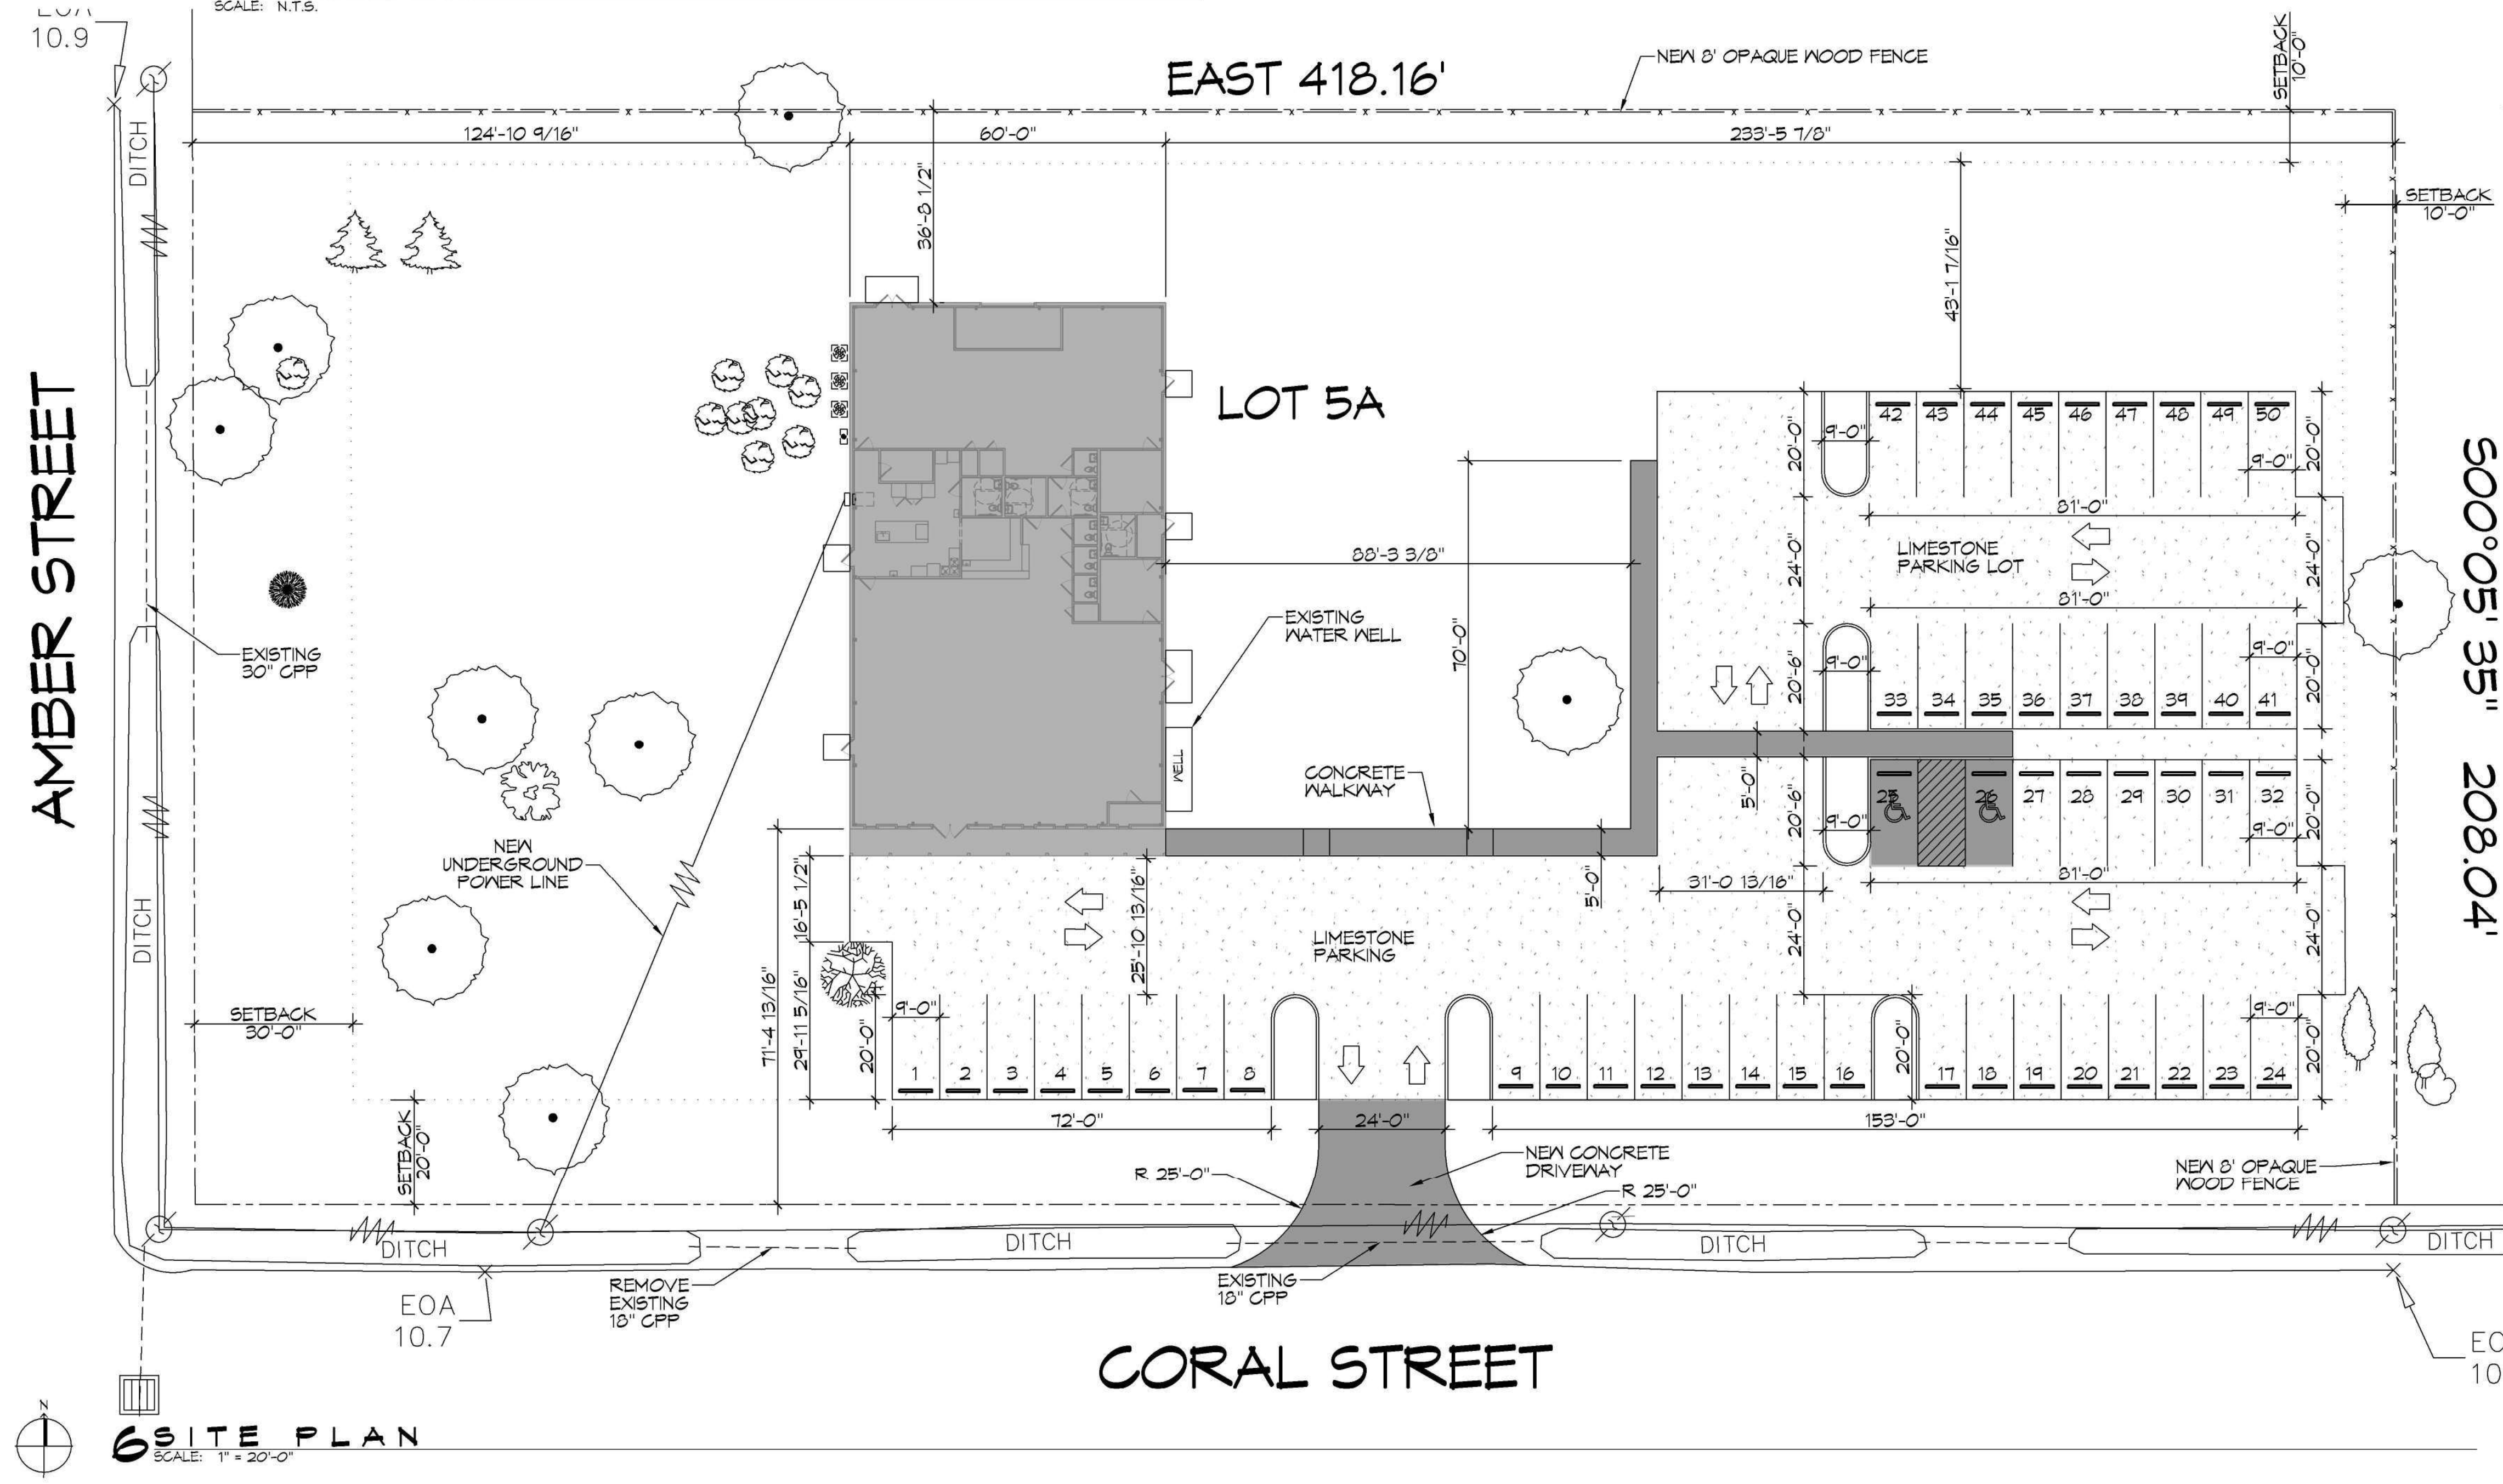 SCALE: N.T.S.
10.9
EAST 418.16'
NEW 8' OPAQUE WOOD FENCE
SETBACK
10'-0"
DITCH
124'-10 9/16"
60'-0"
233'-5 7/8"
36'-8 1/2"
SETBACK
10'-0"
43'-1 7/16"
LOT 5A
AMBER STREET
S00°05' 35" 208.04'
42 43 44 45 46 47 48 49 50
20'-0"
9'-0"
9'-0"
20'-0"
81'-0"
88'-3 3/8"
24'-0"
LIMESTONE
PARKING LOT
24'-0"
81'-0"
EXISTING
WATER WELL
70'-0"
EXISTING
30" CPP
20'-6"
9'-0"
9'-0"
20'-0"
33 34 35 36 37 38 39 40 41
WELL
CONCRETE
WALKWAY
5'-0"
20'-6"
9'-0"
25 26 27 28 29 30 31 32
9'-0"
20'-0"
81'-0"
NEW
UNDERGROUND
POWER LINE
16'-5 1/2"
25'-10 13/16"
5'-0"
31'-0 13/16"
DITCH
LIMESTONE
PARKING
24'-0"
24'-0"
71'-4 13/16"
29'-11 5/16"
20'-0"
9'-0"
20'-0"
9'-0"
20'-0"
SETBACK
30'-0"
1 2 3 4 5 6 7 8
9 10 11 12 13 14 15 16
17 18 19 20 21 22 23 24
72'-0"
24'-0"
153'-0"
SETBACK
20'-0"
R 25'-0"
NEW CONCRETE
DRIVEWAY
R 25'-0"
NEW 8' OPAQUE
WOOD FENCE
DITCH
DITCH
DITCH
DITCH
REMOVE
EXISTING
18" CPP
EXISTING
18" CPP
EOA
10.7
CORAL STREET
10
N
6
SITE PLAN
SCALE: 1" = 20'-0"